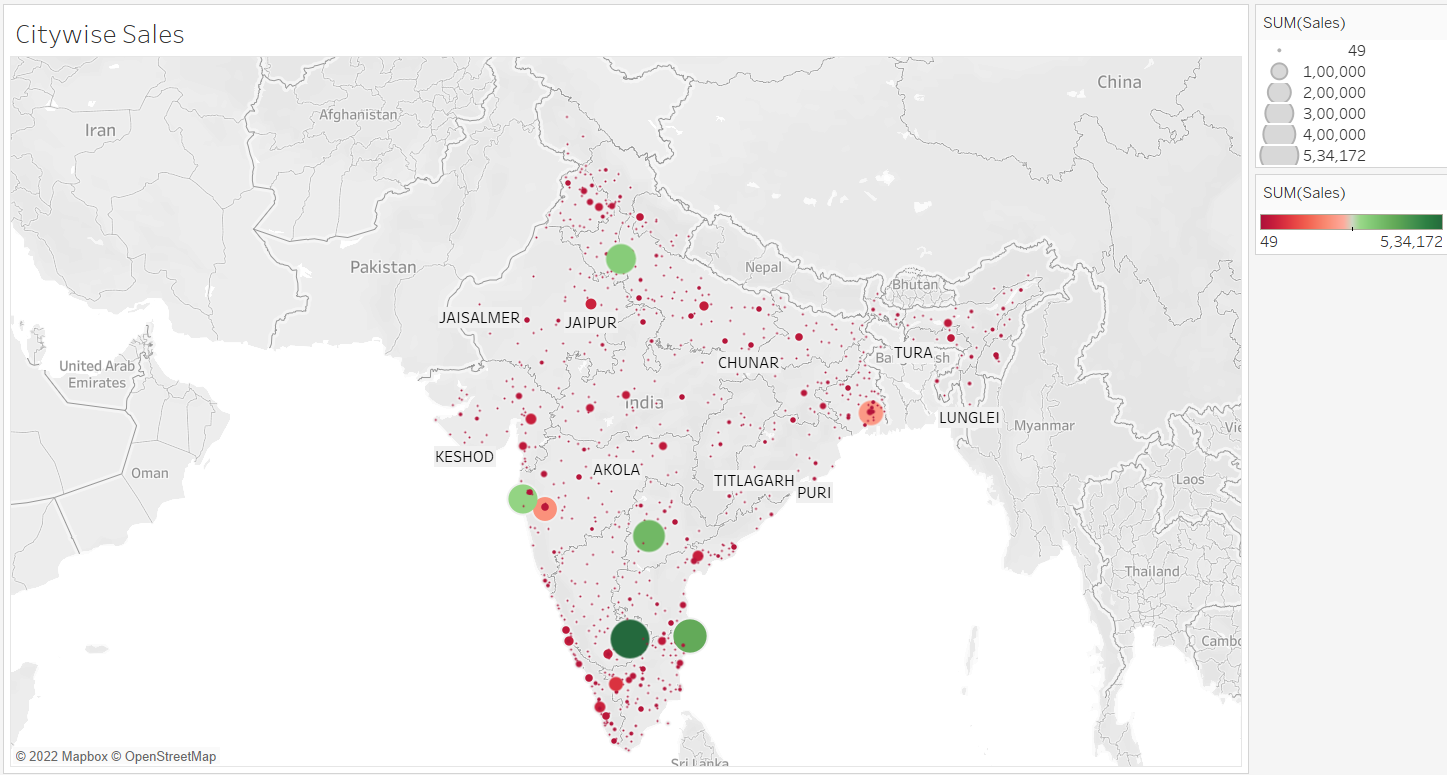 Citywise Sales
China
Afghanistan
Iran
Pakistan
Nepal
Bhutan
JAISALMER
JAIPUR
TURA
CHUNAR
United Arab
Emirates
India
LUNGLEI
Myanmar
KESHOD
AKOLA
Oman
TITLAGARH
PURI
Laos
Thailand
Sri Lanka
© 2022 Mapbox © OpenStreetMap
SUM(Sales)
49
1,00,000
2,00,000
3,00,000
4,00,000
5,34,172
SUM(Sales)
49 5,34,172